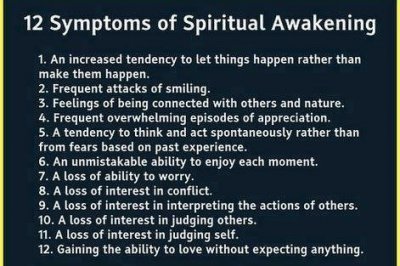 12 Symptoms of Spiritual Awakening
1. An increased tendency to let things happen rather than
make them happen.
2. Frequent attacks of smiling.
3. Feelings of being connected with others and nature.
4. Frequent overwhelming episodes of appreciation.
5. A tendency to think and act spontaneously rather than
from fears based on past experience.
6. An unmistakable ability to enjoy each moment.
7. A loss of ability to worry.
8. A loss of interest in conflict.
9. A loss of interest in interpreting the actions of others.
10. A loss of interest in judging others.
11. A loss of interest in judging self.
12. Gaining the ability to love without expecting anything.